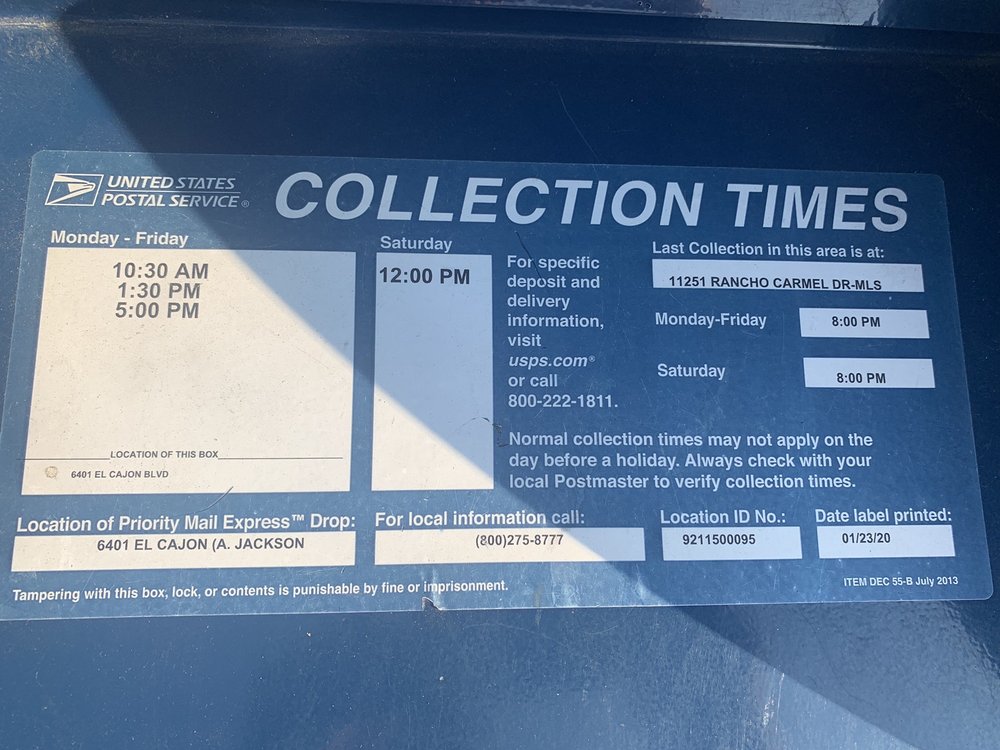 UNITED STATES
POSTAL SERVICE®
COLLECTION TIMES
Monday - Friday
10:30 AM
1:30 PM
5:00 PM
LOCATION OF THIS BOX
6401 EL CAJON BLVD
Saturday
12:00 PM
For specific
deposit and
delivery
information,
visit
usps.com®
or call
800-222-1811.
Last Collection in this area is at:
11251 RANCHO CARMEL DR-MLS
Monday-Friday
8:00 PM
Saturday
8:00 PM
Normal collection times may not apply on the
day before a holiday. Always check with your
local Postmaster to verify collection times.
Location of Priority Mail Express™ Drop:
6401 EL CAJON (A. JACKSON
For local information call:
(800)275-8777
Location ID No.:
9211500095
Date label printed:
01/23/20
Tampering with this box, lock, or contents is punishable by fine or imprisonment.
ITEM DEC 55-B July 2013